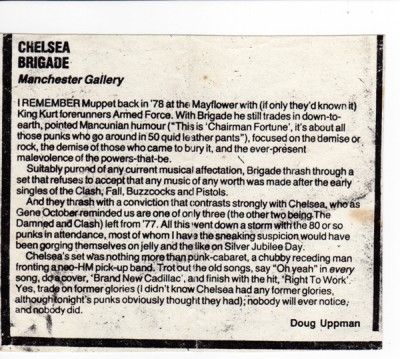 CHELSEA
BRIGADE
Manchester Gallery
I REMEMBER Muppet back in '78 at the Mayflower with (if only they'd known it)
King Kurt forerunners Armed Force. With Brigade he still trades in down-to-
earth, pointed Mancunian humour ("This is 'Chairman Fortune', it's about all
those punks who go around in 50 quid leather pants"), focused on the demise of
rock, the demise of those who came to bury it, and the ever-present
malevolence of the powers-that-be.
Suitably purged of any current musical affectation, Brigade thrash through a
set that refuses to accept that any music of any worth was made after the early
singles of the Clash, Fall, Buzzcocks and Pistols.
And they thrash with a conviction that contrasts strongly with Chelsea, who as
Gene October reminded us are one of only three (the other two being The
Damned and Clash) left from '77. All this went down a storm with the 80 or so
punks in attendance, most of whom I have the sneaking suspicion would have
been gorging themselves on jelly and the like on Silver Jubilee Day.
Chelsea's set was nothing more than punk-cabaret, a chubby receding man
fronting a neo-HM pick-up band. Trot out the old songs, say "Oh yeah" in every
song, do a cover, 'Brand New Cadillac', and finish with the hit, 'Right To Work'.
Yes, trade on former glories (I didn't know Chelsea had any former glories,
although tonight's punks obviously thought they had); nobody will ever notice,
and nobody did.
Doug Uppman